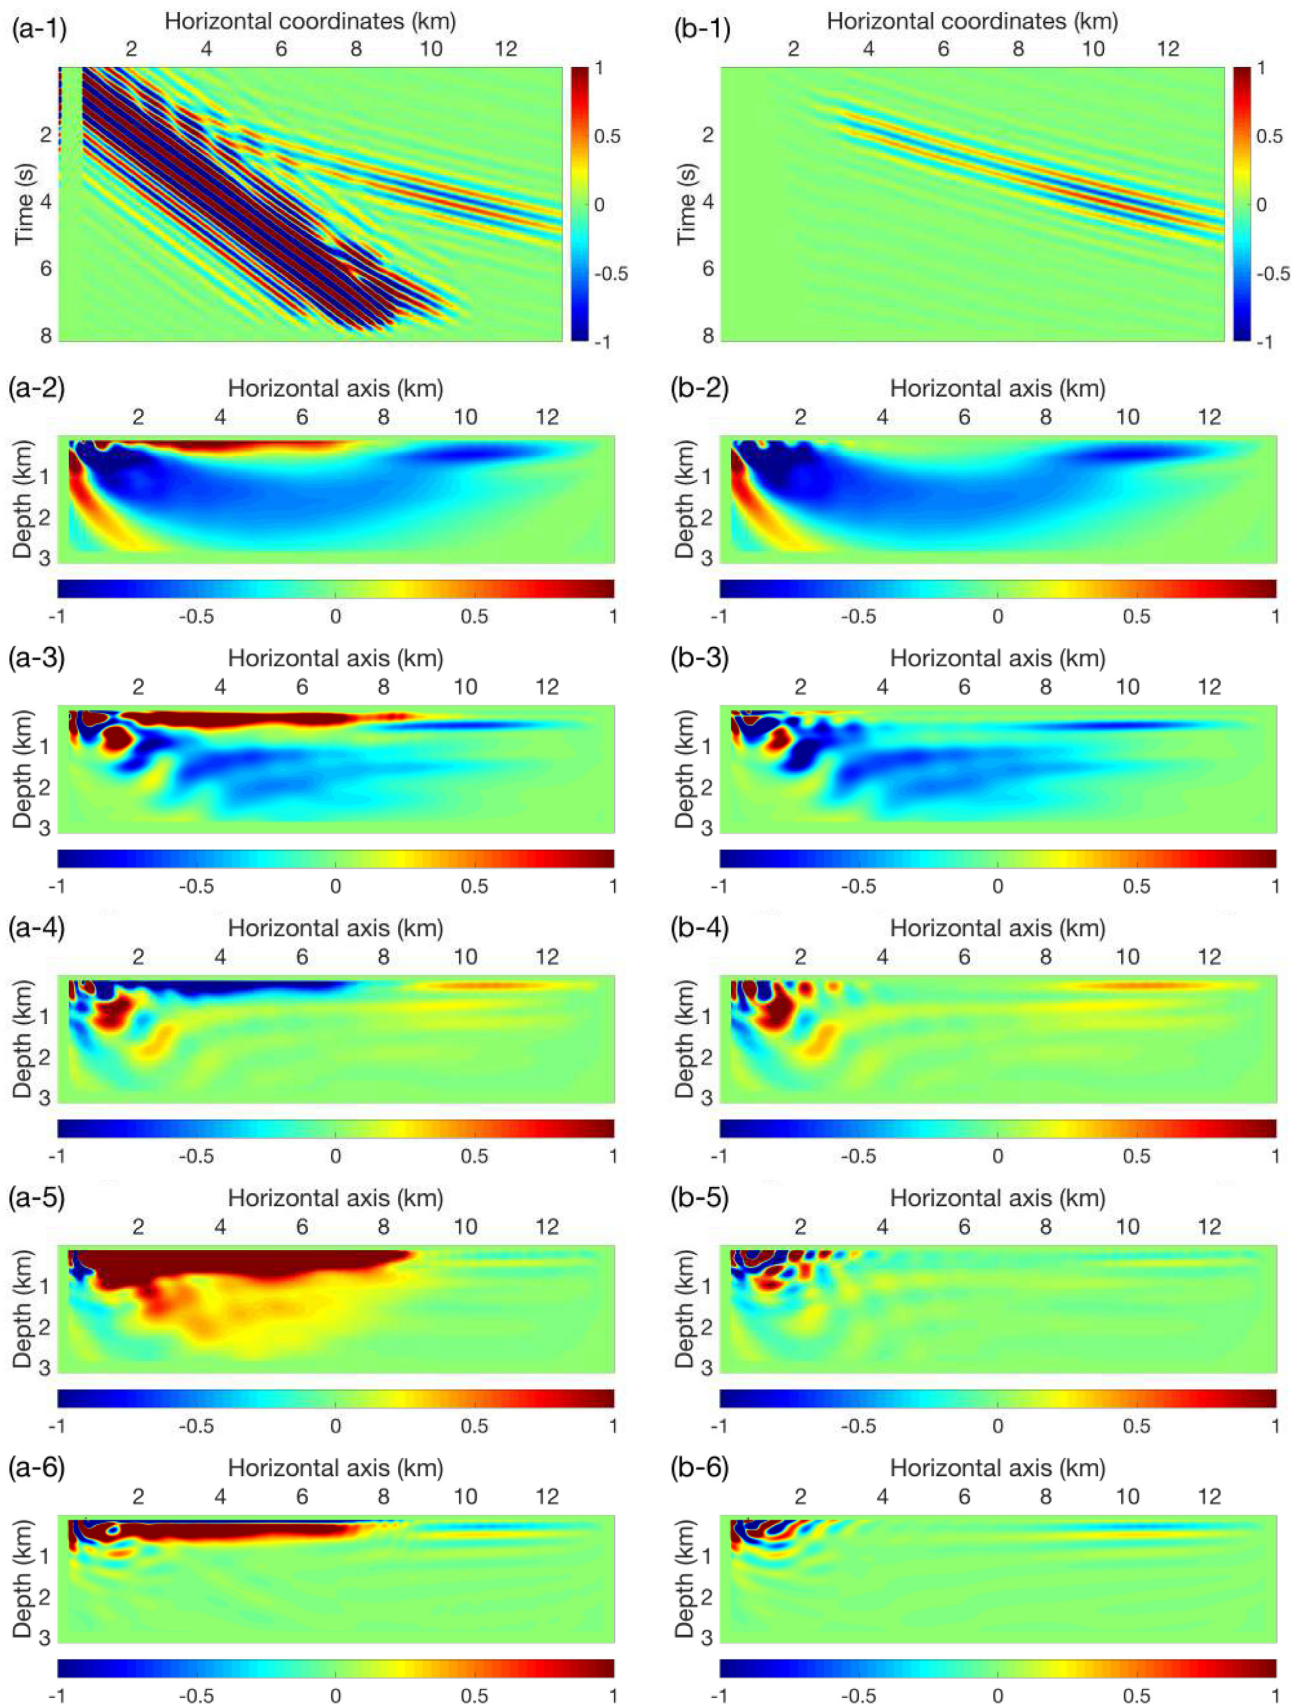 (a-1) Horizontal coordinates (km) (b-1) Horizontal coordinates (km)
2 4 6 8 10 12 2 4 6 8 10 12
1 1
2 0.5 2 0.5
Time (s) 4 0 Time (s) 4 0
6 -0.5 6 -0.5
8 -1 8 -1
(a-2) Horizontal axis (km) (b-2) Horizontal axis (km)
2 4 6 8 10 12 2 4 6 8 10 12
Depth (km) 1 2 3 Depth (km) 1 2 3
-1 -0.5 0 0.5 1 -1 -0.5 0 0.5 1
(a-3) Horizontal axis (km) (b-3) Horizontal axis (km)
2 4 6 8 10 12 2 4 6 8 10 12
Depth (km) 1 2 3 Depth (km) 1 2 3
-1 -0.5 0 0.5 1 -1 -0.5 0 0.5 1
(a-4) Horizontal axis (km) (b-4) Horizontal axis (km)
2 4 6 8 10 12 2 4 6 8 10 12
Depth (km) 1 2 3 Depth (km) 1 2 3
-1 -0.5 0 0.5 1 -1 -0.5 0 0.5 1
(a-5) Horizontal axis (km) (b-5) Horizontal axis (km)
2 4 6 8 10 12 2 4 6 8 10 12
Depth (km) 1 2 3 Depth (km) 1 2 3
-1 -0.5 0 0.5 1 -1 -0.5 0 0.5 1
(a-6) Horizontal axis (km) (b-6) Horizontal axis (km)
2 4 6 8 10 12 2 4 6 8 10 12
Depth (km) 1 2 3 Depth (km) 1 2 3
-1 -0.5 0 0.5 1 -1 -0.5 0 0.5 1